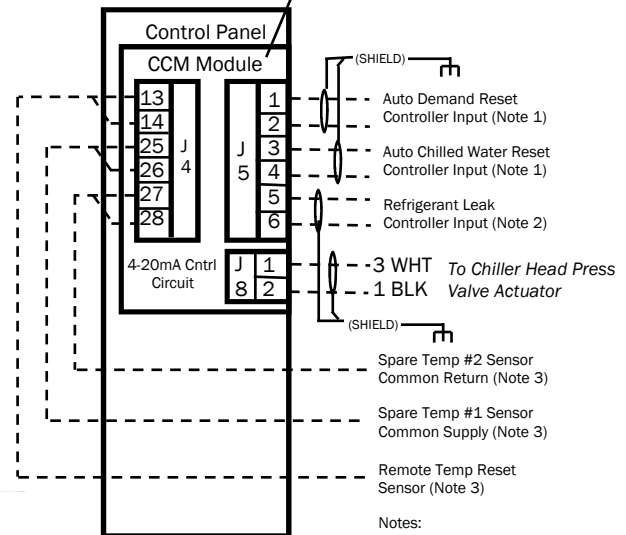 Control Panel
CCM Module
13
14
25
26
27
28
J
4
J
5
1
2
3
4
5
6
4-20mA Cntrl
Circuit
J
8
1
2
(SHIELD)
Auto Demand Reset
Controller Input (Note 1)
Auto Chilled Water Reset
Controller Input (Note 1)
Refrigerant Leak
Controller Input (Note 2)
3 WHT
1 BLK
To Chiller Head Press
Valve Actuator
(SHIELD)
Spare Temp #2 Sensor
Common Return (Note 3)
Spare Temp #1 Sensor
Common Supply (Note 3)
Remote Temp Reset
Sensor (Note 3)
Notes: